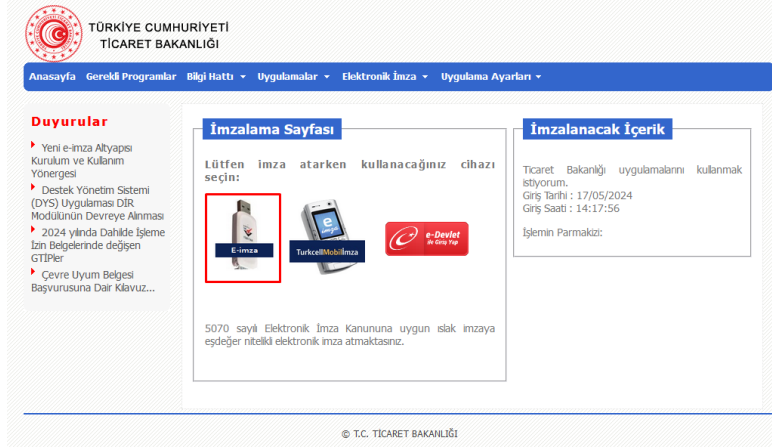 TÜRKİYE CUMHURİYETİ
TİCARET BAKANLIĞI
Anasayfa Gerekli Programlar Bilgi Hattı Uygulamalar Elektronik İmza Uygulama Ayarları
Duyurular
Yeni e-imza Altyapısı
Kurulum ve Kullanım
Yönergesi
Destek Yönetim Sistemi
(DYS) Uygulaması DİR
Modülünün Devreye Alınması
2024 yılında Dahilde İşleme
İzin Belgelerinde değişen
GTİPler
Çevre Uyum Belgesi
Başvurusuna Dair Kılavuz...
İmzalama Sayfası
Lütfen imza atarken kullanacağınız cihazı
seçin:
E-imza
e
imza
TurkcellMobilİmza
e-Devlet
ile Giriş Yap
5070 sayılı Elektronik İmza Kanununa uygun ıslak imzaya
eşdeğer nitelikli elektronik imza atmaktasınız.
İmzalanacak İçerik
Ticaret Bakanlığı uygulamalarını kullanmak
istiyorum.
Giriş Tarihi : 17/05/2024
Giriş Saati : 14:17:56
İşlemin Parmakizi:
© T.C. TİCARET BAKANLIĞI